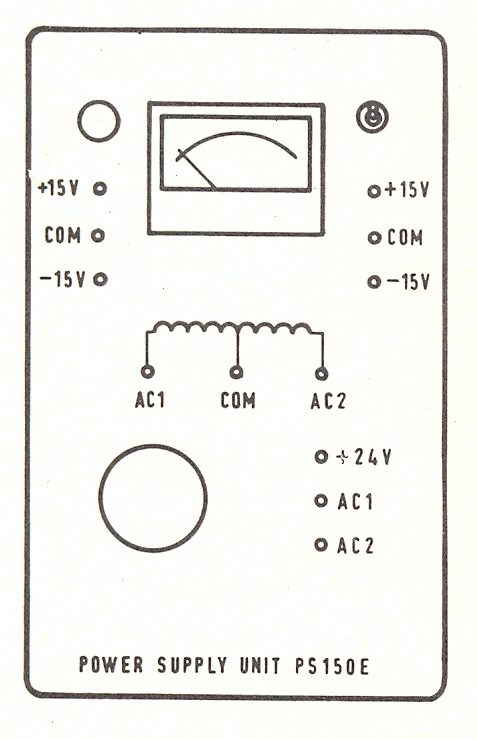 +15V +15V
COM COM
-15V -15V
AC1 COM AC2
+24V
AC1
AC2
POWER SUPPLY UNIT PS150E